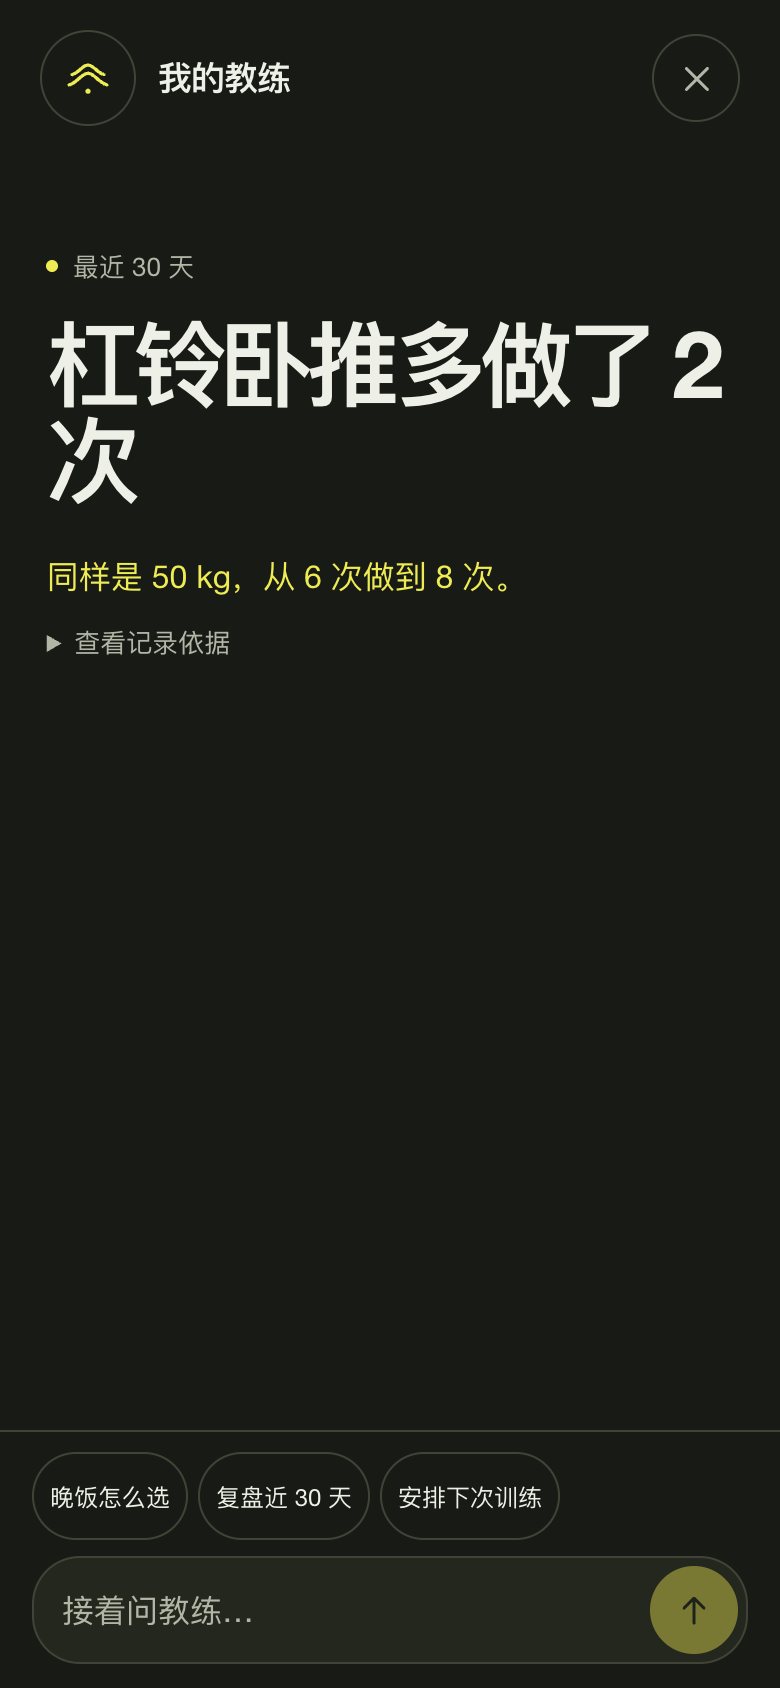 我的教练
最近 30 天
杠铃卧推多做了 2
次
同样是 50 kg，从 6 次做到 8 次。
▶ 查看记录依据
晚饭怎么选
复盘近 30 天
安排下次训练
接着问教练…